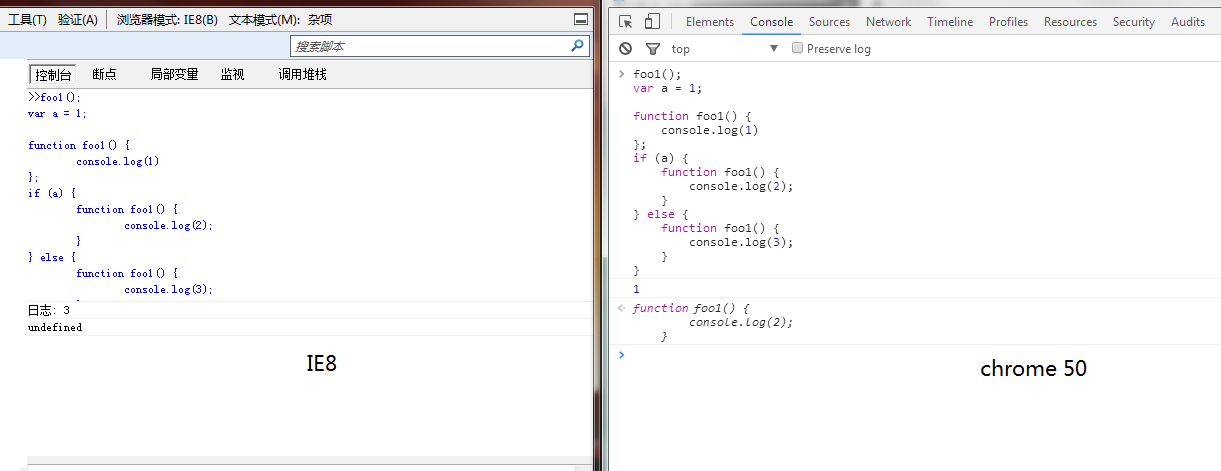 工具(T) 验证(A) 浏览器模式: IE8(B) 文本模式(M): 杂项
搜索脚本
控制台 断点 局部变量 监视 调用堆栈
>>foo1();
var a = 1;
function foo1() {
console.log(1)
};
if (a) {
function foo1() {
console.log(2);
}
} else {
function foo1() {
console.log(3);
日志: 3
undefined
IE8
Elements Console Sources Network Timeline Profiles Resources Security Audits
top Preserve log
foo1();
var a = 1;
function foo1() {
console.log(1)
};
if (a) {
function foo1() {
console.log(2);
}
} else {
function foo1() {
console.log(3);
}
}
1
function foo1() {
console.log(2);
}
chrome 50